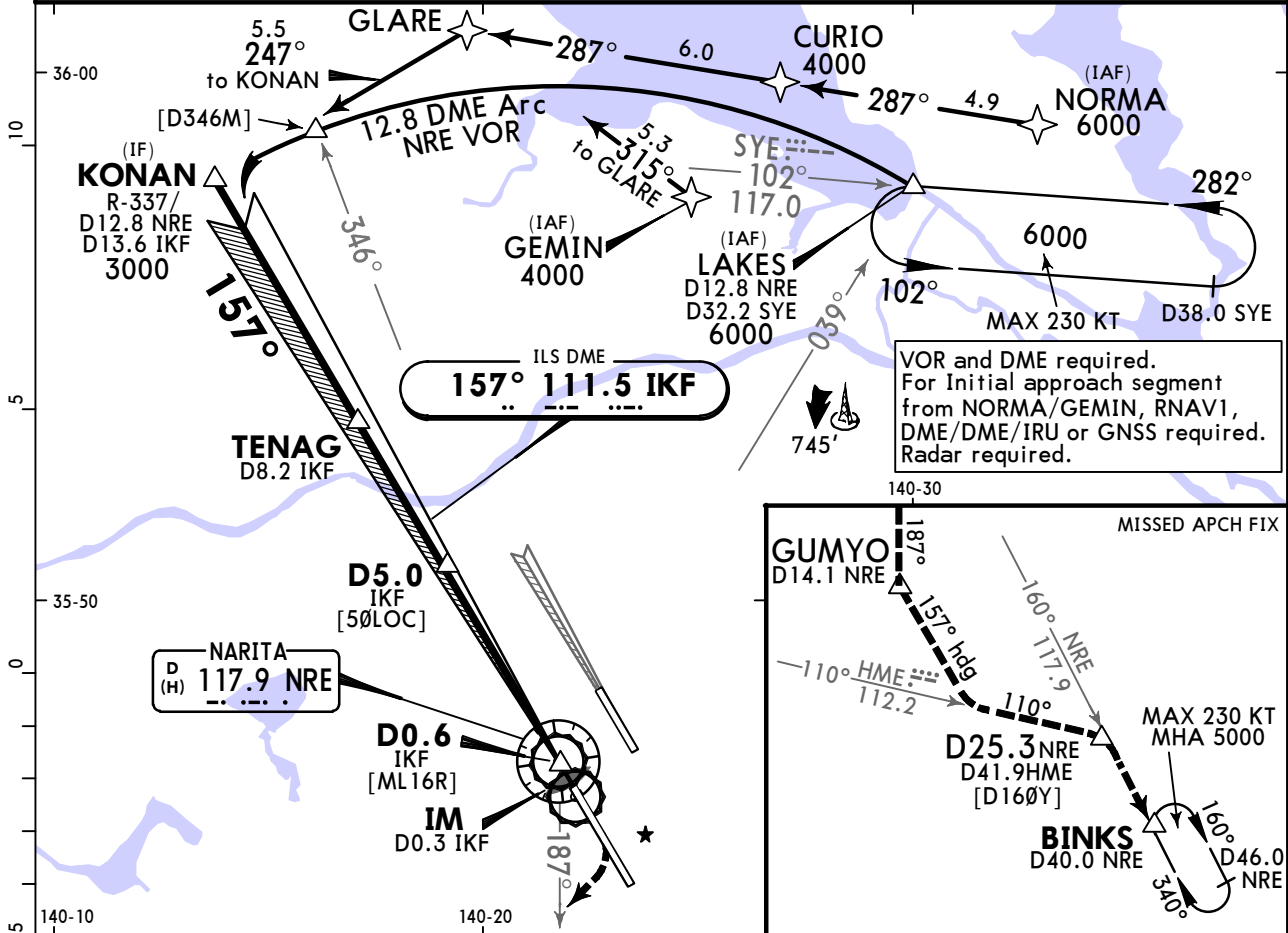 GLARE
5.5
247°
to KONAN
287°
6.0
CURIO
4000
287°
4.9
(IAF)
NORMA
6000
36-00
[D346M]
12.8 DME Arc
NRE VOR
5.3
315°
to GLARE
SYE
102°
117.0
282°
10
(IF)
KONAN
R-337/
D12.8 NRE
D13.6 IKF
3000
346°
(IAF)
GEMIN
4000
(IAF)
LAKES
D12.8 NRE
D32.2 SYE
6000
6000
102°
MAX 230 KT
D38.0 SYE
039°
157°
ILS DME
157° 111.5 IKF
745'
VOR and DME required.
For Initial approach segment
from NORMA/GEMIN, RNAV1,
DME/DME/IRU or GNSS required.
Radar required.
5
TENAG
D8.2 IKF
140-30
D5.0
IKF
[5ØLOC]
35-50
NARITA
D
(H) 117.9 NRE
0
D0.6
IKF
[ML16R]
IM
D0.3 IKF
187°
140-10
140-20
5
MISSED APCH FIX
187°
GUMYO
D14.1 NRE
157° hdg
160° NRE
117.9
110° HME
112.2
110°
D25.3 NRE
D41.9HME
[D16ØY]
MAX 230 KT
MHA 5000
BINKS
D40.0 NRE
160°
340°
D46.0
NRE